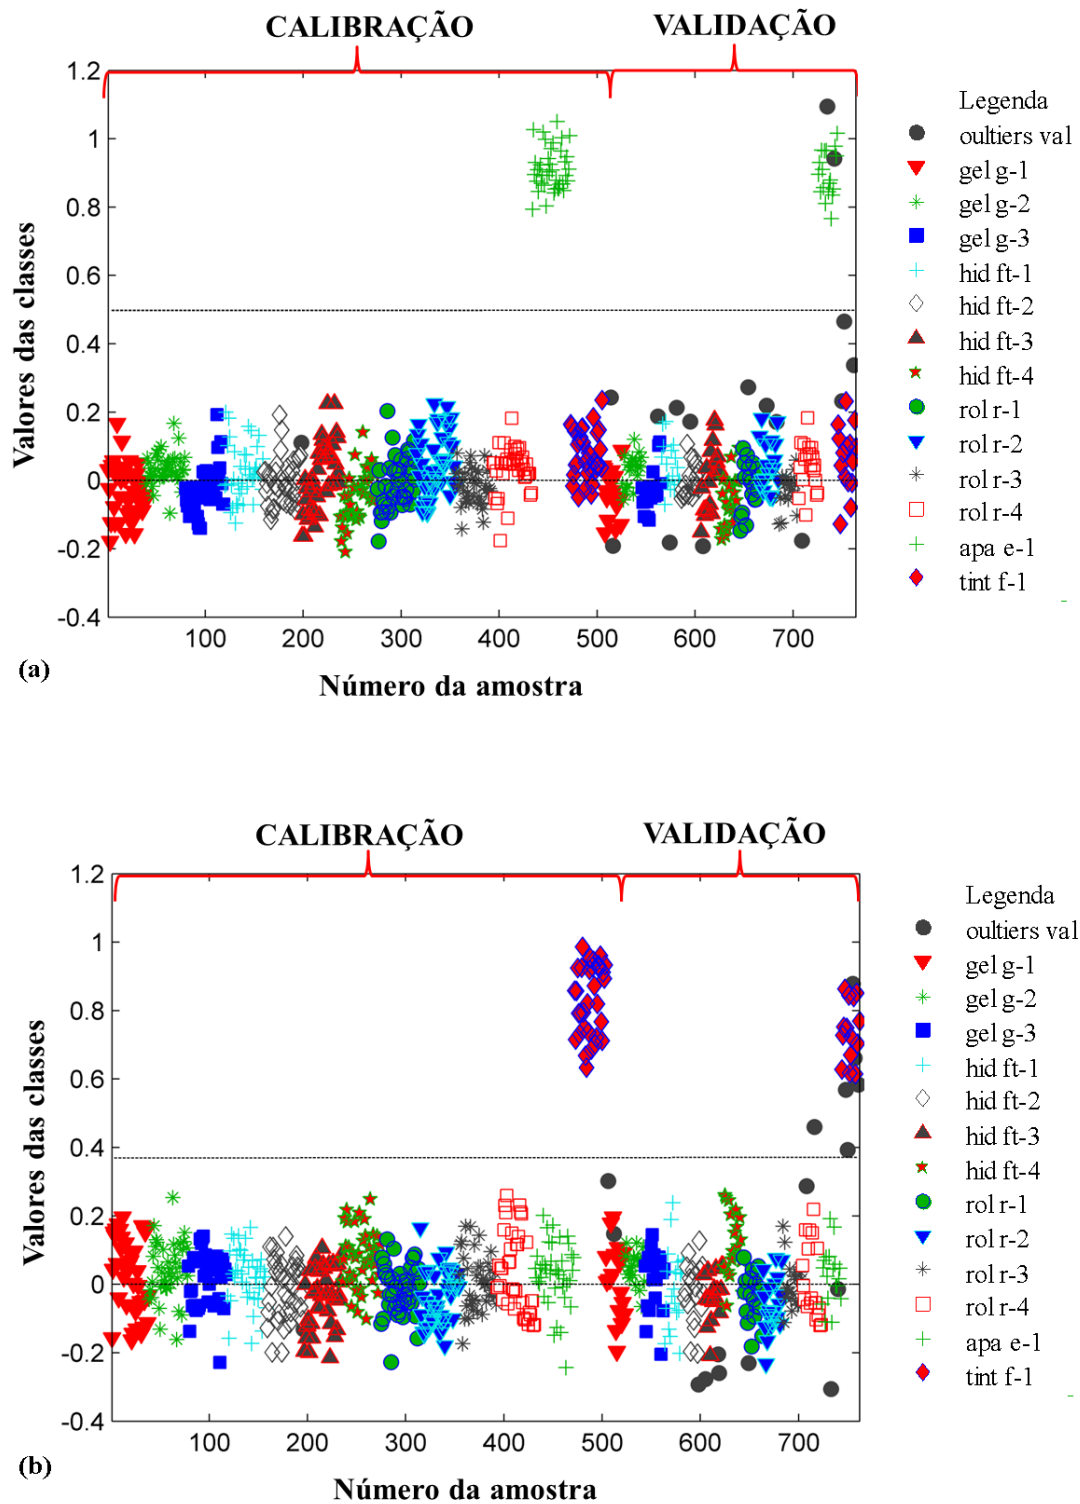 CALIBRAÇÃO VALIDAÇÃO
1.2
1
0.8
0.6
0.4
0.2
0
-0.2
-0.4
Valores das classes
100 200 300 400 500 600 700
Número da amostra
(a)
Legenda
oultiers val
gel g-1
gel g-2
gel g-3
hid ft-1
hid ft-2
hid ft-3
hid ft-4
rol r-1
rol r-2
rol r-3
rol r-4
apa e-1
tint f-1
CALIBRAÇÃO VALIDAÇÃO
1.2
1
0.8
0.6
0.4
0.2
0
-0.2
-0.4
Valores das classes
100 200 300 400 500 600 700
Número da amostra
(b)
Legenda
oultiers val
gel g-1
gel g-2
gel g-3
hid ft-1
hid ft-2
hid ft-3
hid ft-4
rol r-1
rol r-2
rol r-3
rol r-4
apa e-1
tint f-1